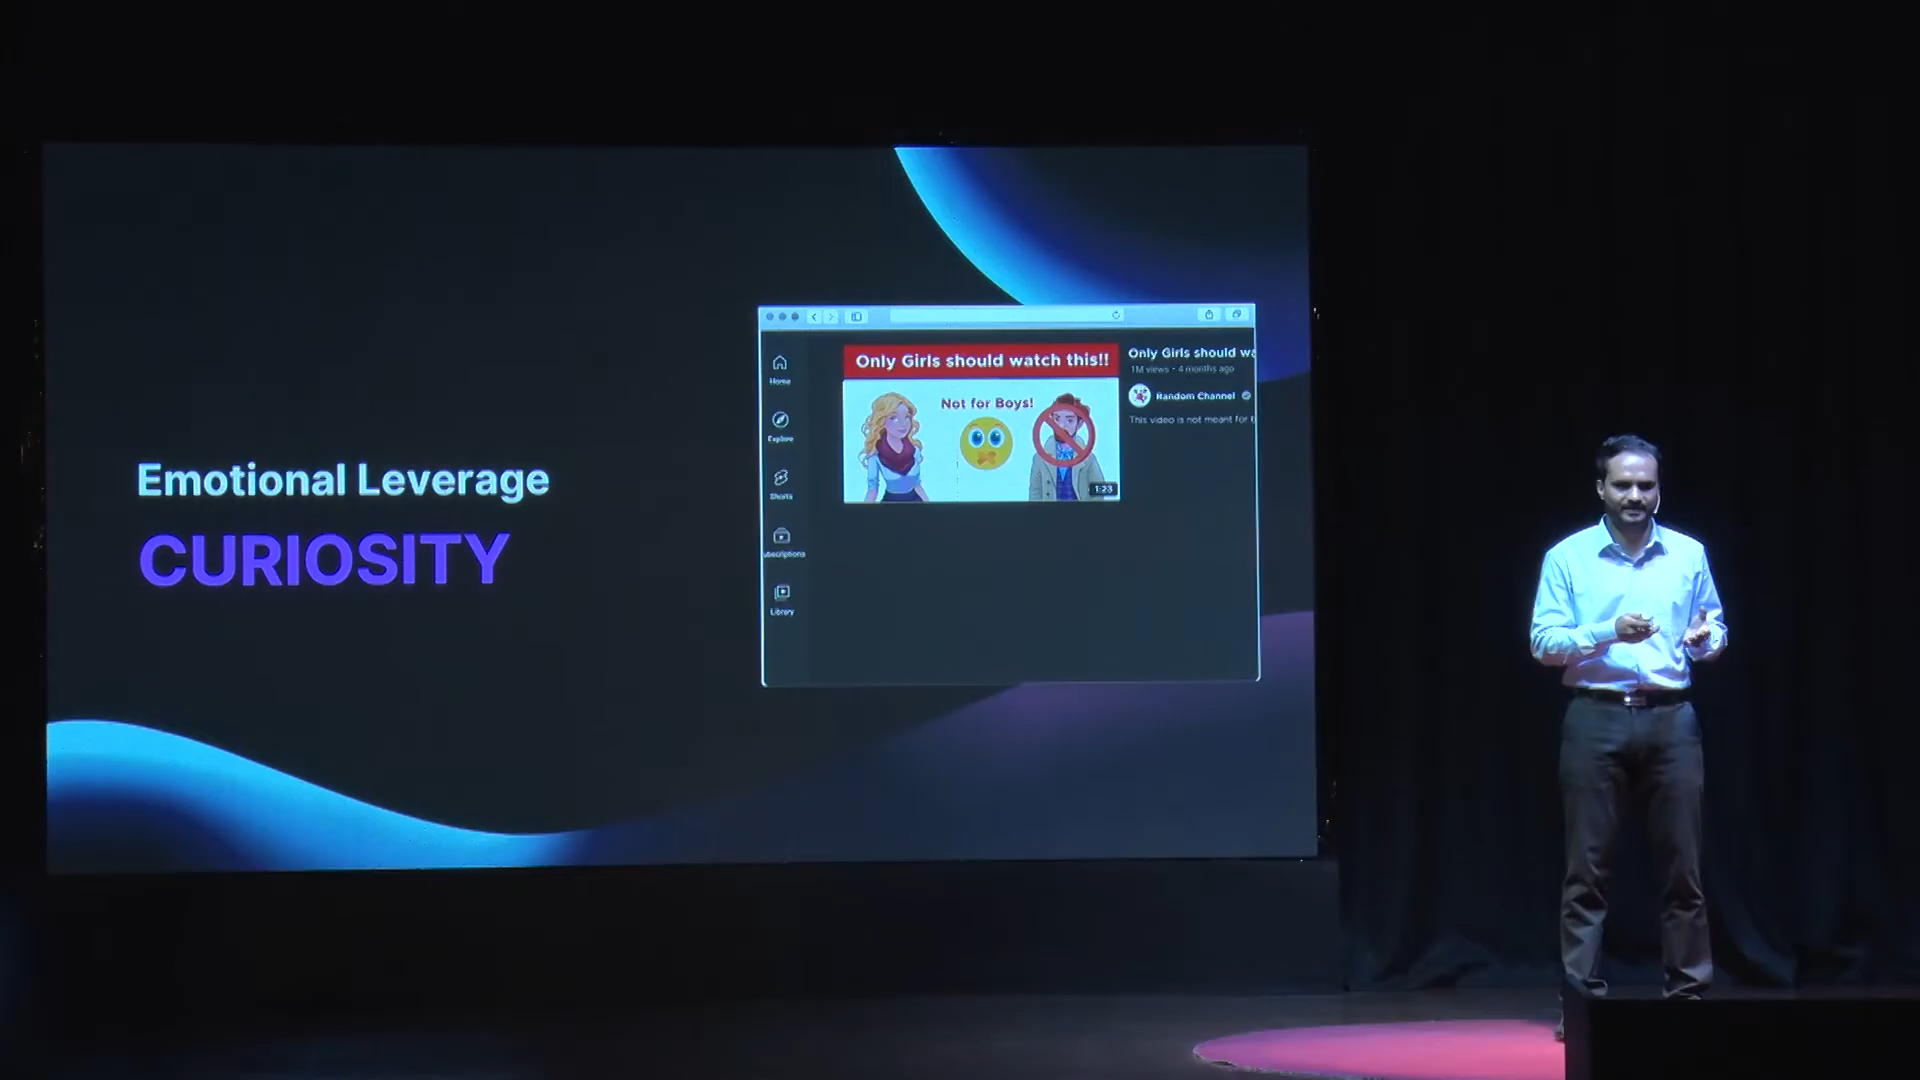 Emotional Leverage
CURIOSITY
Home
Explore
Shorts
ubscriptions
Library
Only Girls should watch this!!
Not for Boys!
1:23
Only Girls should wa
1M views • 4 months ago
Random Channel
This video is not meant for